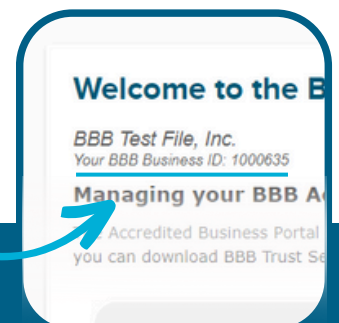 Welcome to the B
BBB Test File, Inc.
Your BBB Business ID: 1000635
Managing your BBB A
Accredited Business Portal
you can download BBB Trust Se